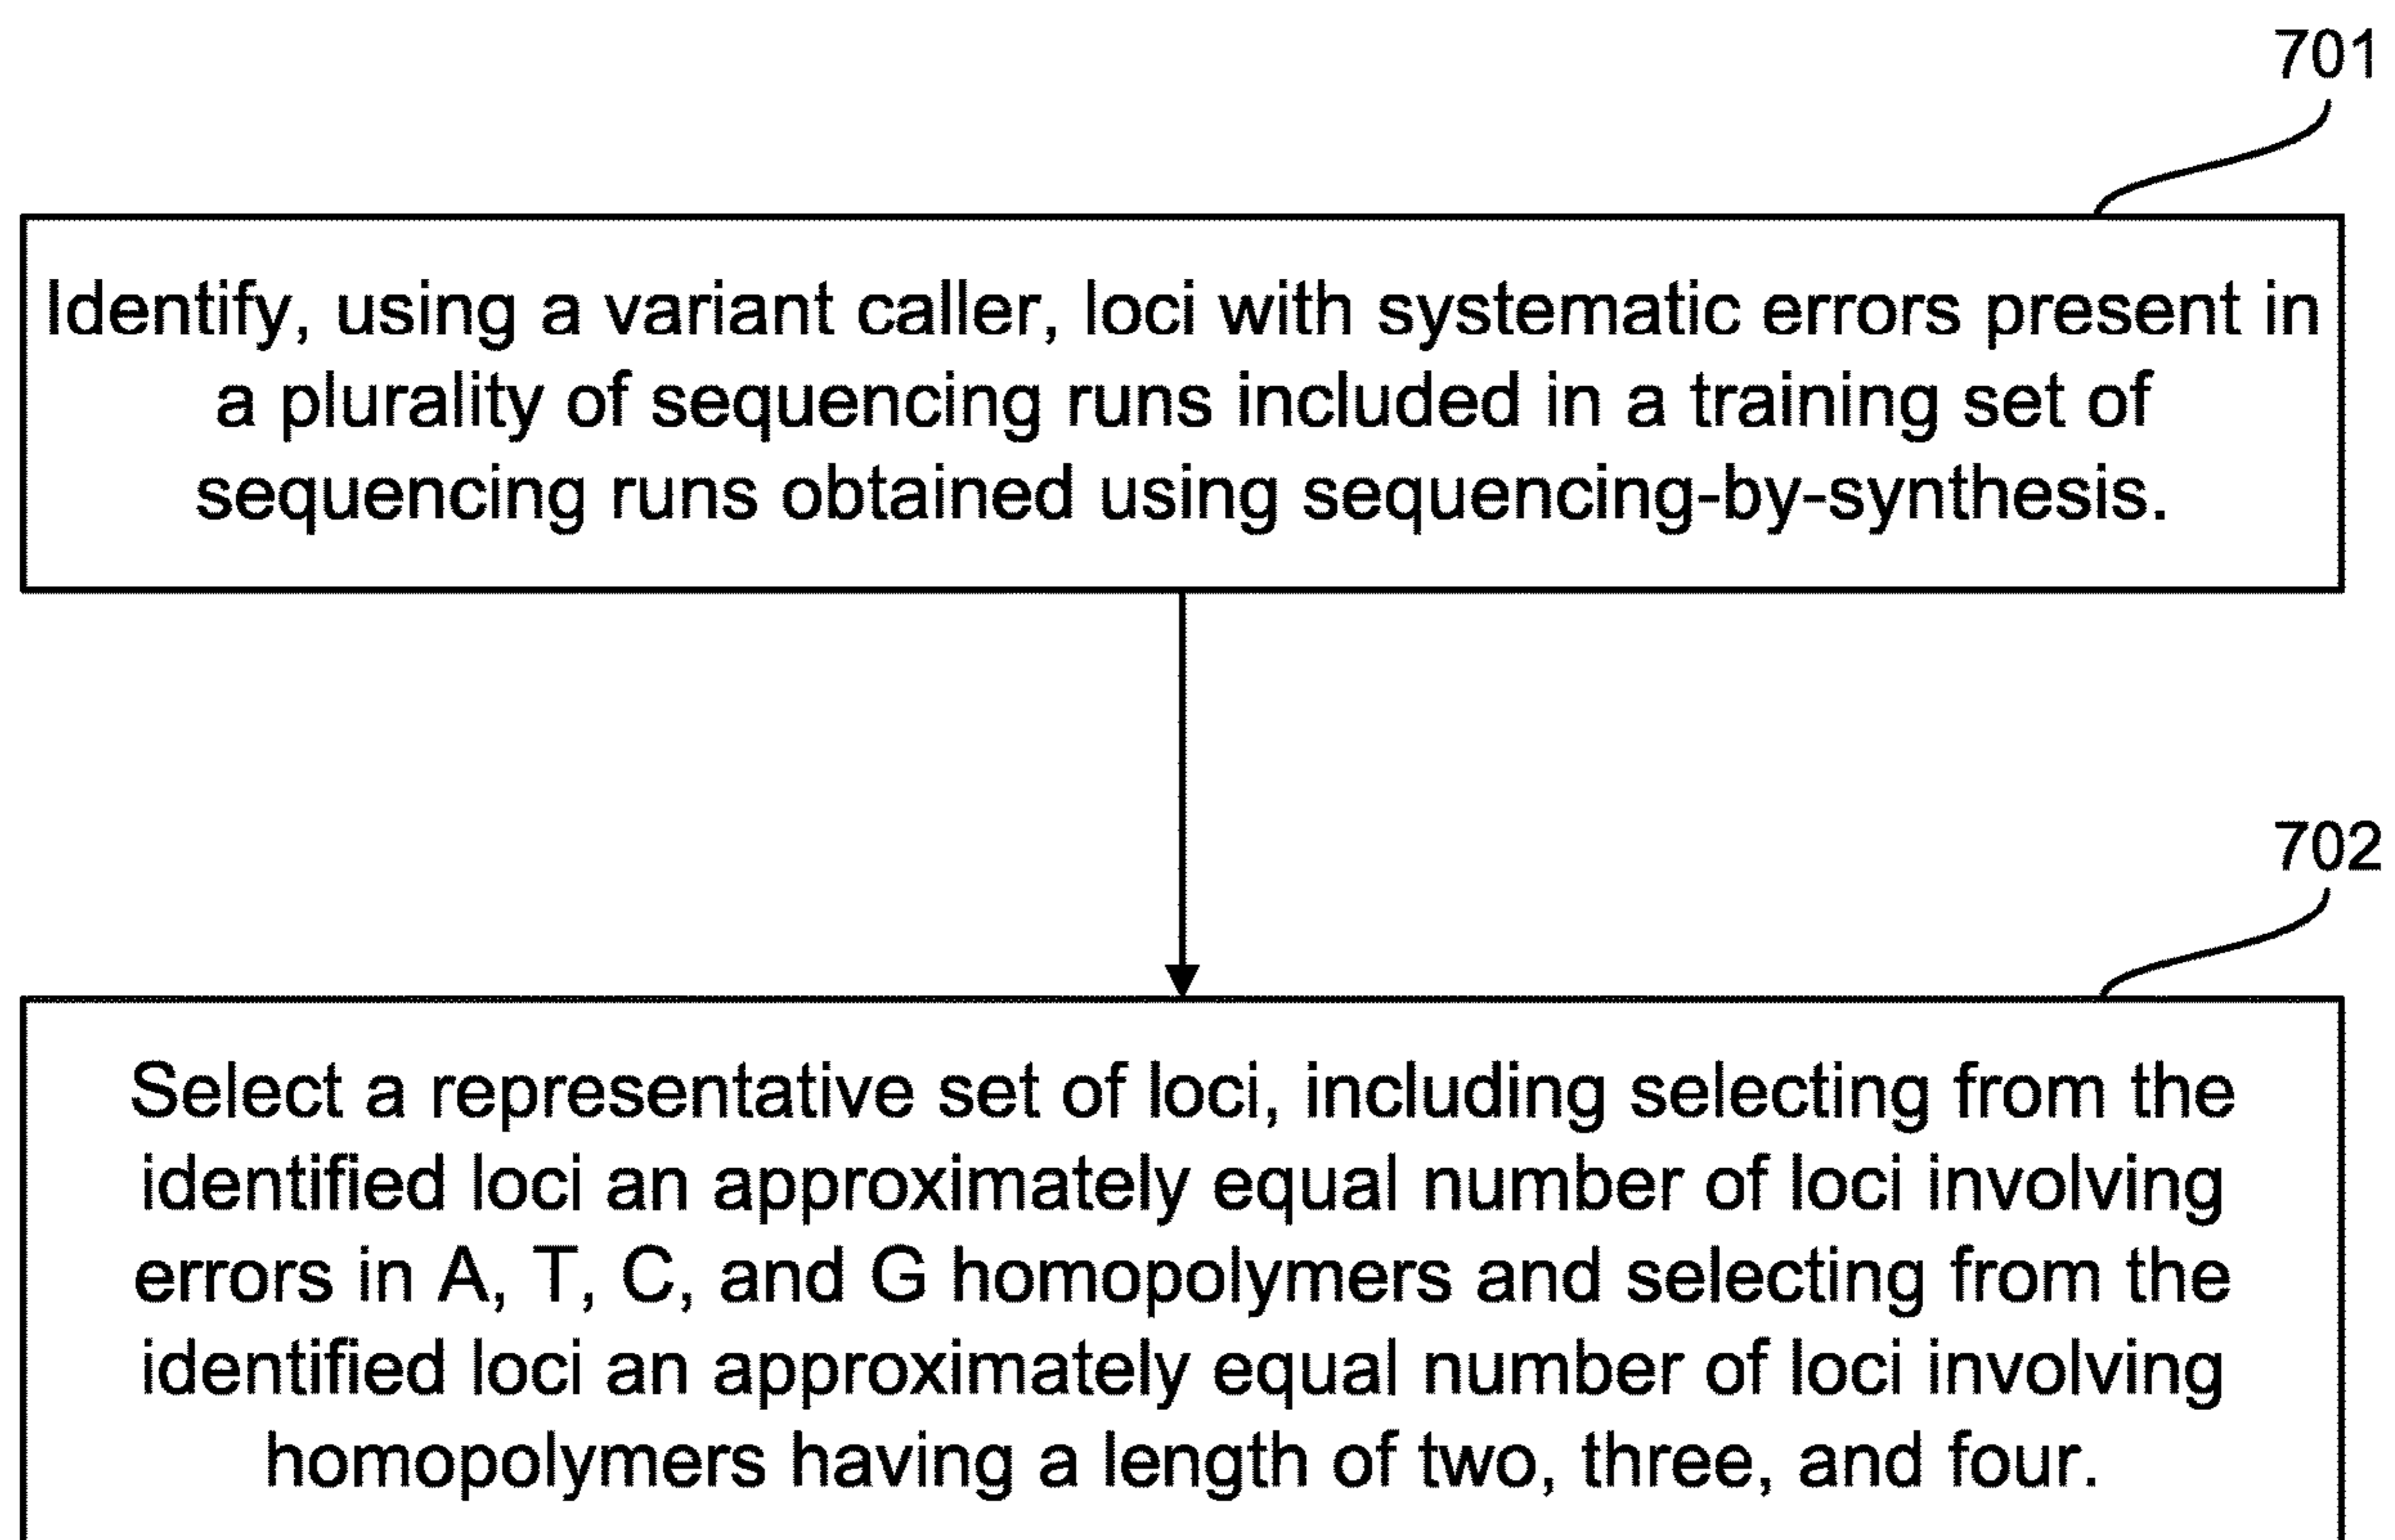 701
Identify, using a variant caller, loci with systematic errors present in
a plurality of sequencing runs included in a training set of
sequencing runs obtained using sequencing-by-synthesis.
702
Select a representative set of loci, including selecting from the
identified loci an approximately equal number of loci involving
errors in A, T, C, and G homopolymers and selecting from the
identified loci an approximately equal number of loci involving
homopolymers having a length of two, three, and four.